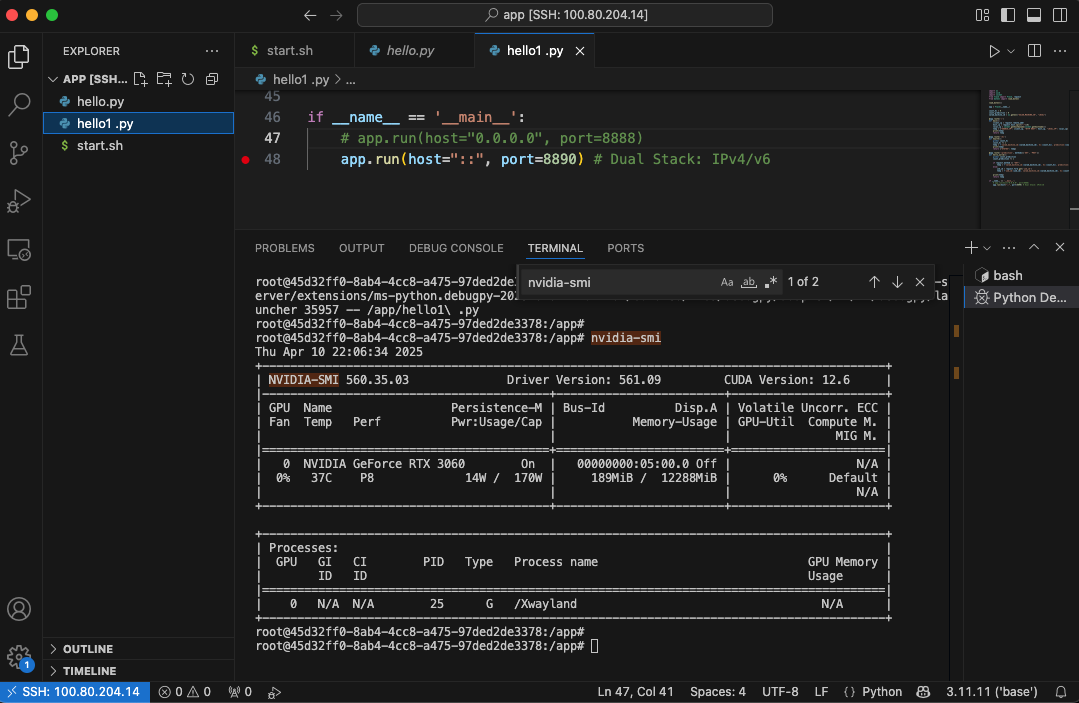 app [SSH: 100.80.204.14]
EXPLORER
APP [SSH...
hello.py
hello1 .py
start.sh
OUTLINE
TIMELINE
1
$ start.sh
hello.py
hello1 .py
hello1 .py > ...
45
46 if __name__ == '__main__':
47 # app.run(host="0.0.0.0", port=8888)
48 app.run(host="::", port=8890) # Dual Stack: IPv4/v6
PROBLEMS OUTPUT DEBUG CONSOLE TERMINAL PORTS
nvidia-smi Aa ab .* 1 of 2
bash
Python De...
root@45d32ff0-8ab4-4cc8-a475-97ded2de
erver/extensions/ms-python.debugpy-20
uncher 35957 -- /app/hello1\ .py
root@45d32ff0-8ab4-4cc8-a475-97ded2de3378:/app#
root@45d32ff0-8ab4-4cc8-a475-97ded2de3378:/app# nvidia-smi
Thu Apr 10 22:06:34 2025
NVIDIA-SMI 560.35.03 Driver Version: 561.09 CUDA Version: 12.6
GPU Name Persistence-M | Bus-Id Disp.A | Volatile Uncorr. ECC
Fan Temp Perf Pwr:Usage/Cap | Memory-Usage | GPU-Util Compute M.
MIG M.
0 NVIDIA GeForce RTX 3060 On | 00000000:05:00.0 Off | N/A
0% 37C P8 14W / 170W | 189MiB / 12288MiB | 0% Default
N/A
Processes:
GPU GI CI PID Type Process name GPU Memory
ID ID Usage
0 N/A N/A 25 G /Xwayland N/A
root@45d32ff0-8ab4-4cc8-a475-97ded2de3378:/app#
root@45d32ff0-8ab4-4cc8-a475-97ded2de3378:/app#
SSH: 100.80.204.14 0 0 0 Ln 47, Col 41 Spaces: 4 UTF-8 LF {} Python 3.11.11 ('base')